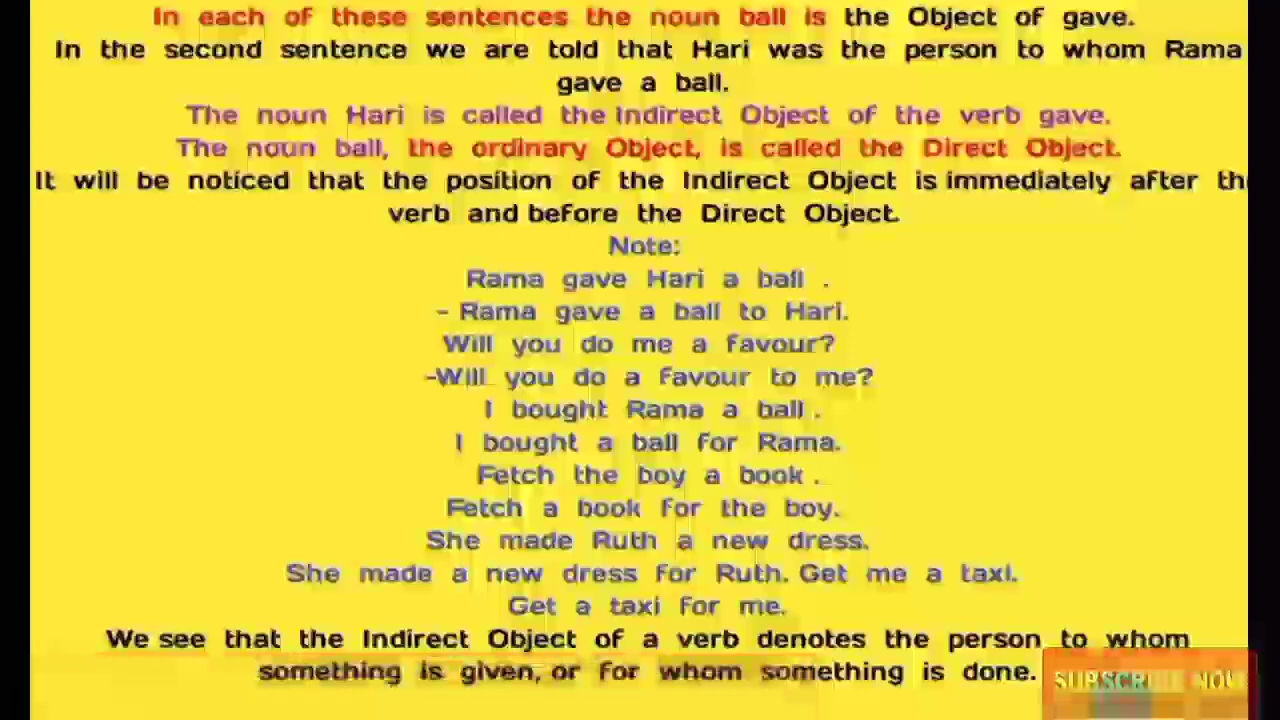 In each of these sentences the noun ball is the Object of gave.
In the second sentence we are told that Hari was the person to whom Rama
gave a ball.
The noun Hari is called the Indirect Object of the verb gave.
The noun ball, the ordinary Object, is called the Direct Object.
It will be noticed that the position of the Indirect Object is immediately after th
verb and before the Direct Object.
Note:
Rama gave Hari a ball .
- Rama gave a ball to Hari.
Will you do me a favour?
-Will you do a favour to me?
I bought Rama a ball .
I bought a ball for Rama.
Fetch the boy a book .
Fetch a book for the boy.
She made Ruth a new dress.
She made a new dress for Ruth. Get me a taxi.
Get a taxi for me.
We see that the Indirect Object of a verb denotes the person to whom
something is given, or for whom something is done.
SUBSCRIBE NOW